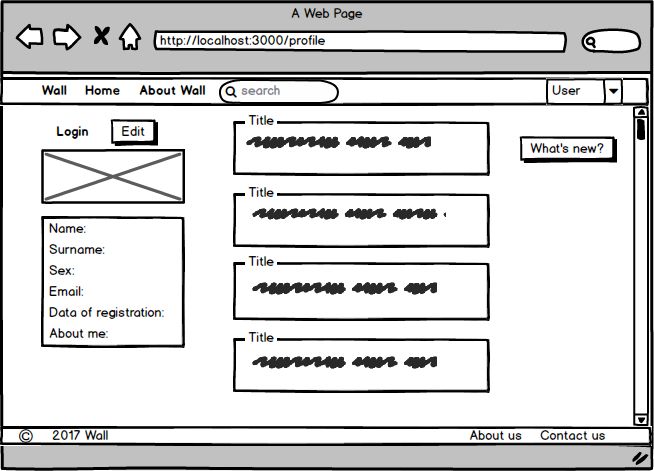 A Web Page
http://localhost:3000/profile
Wall Home About Wall search User
Login Edit
Title
What's new?
Title
Name:
Surname:
Sex:
Title
Email:
Data of registration:
About me:
Title
© 2017 Wall About us Contact us